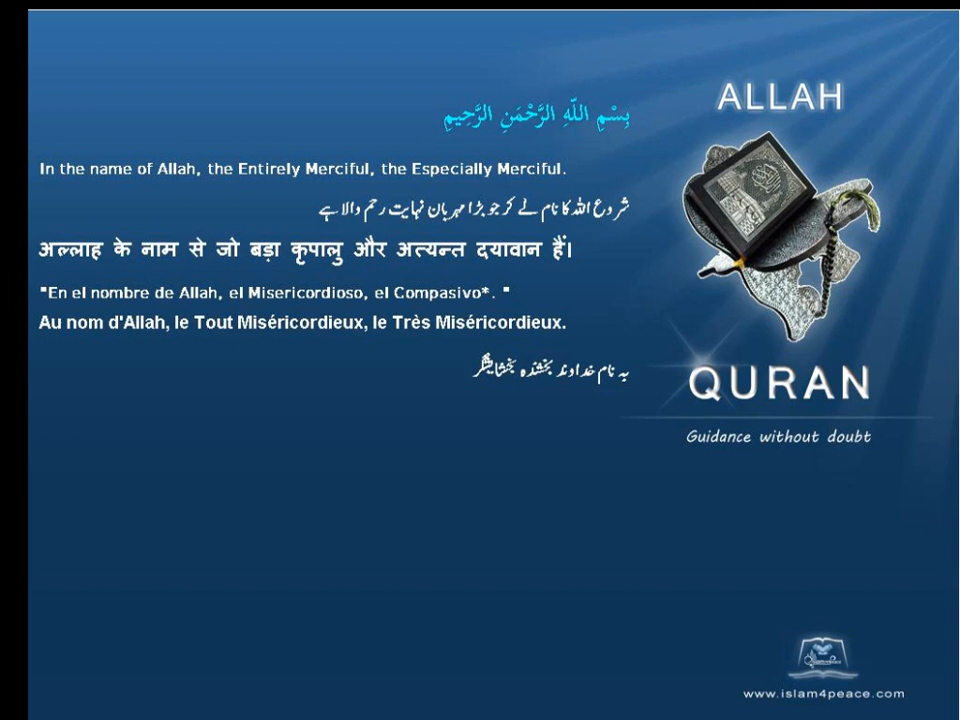 بِسْمِ اللّهِ الرَّحْمَنِ الرَّحِيمِ
In the name of Allah, the Entirely Merciful, the Especially Merciful.
شروع الله کا نام لے کر جو بڑا مہربان نہایت رحم والا ہے
अल्लाह के नाम से जो बड़ा कृपालु और अत्यन्त दयावान हैं।
"En el nombre de Allah, el Misericordioso, el Compasivo*. "
Au nom d'Allah, le Tout Miséricordieux, le Très Miséricordieux.
به نام خداوند بخشنده بخشایشگر
ALLAH
QURAN
Guidance without doubt
www.islam4peace.com